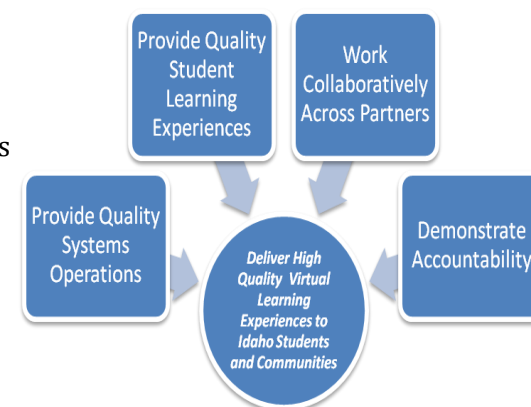 Provide Quality
Student
Learning
Experiences
Work
Collaboratively
Across Partners
s
Provide Quality
Systems
Operations
Demonstrate
Accountability
Deliver High
Quality Virtual
Learning
Experiences to
Idaho Students
and Communities